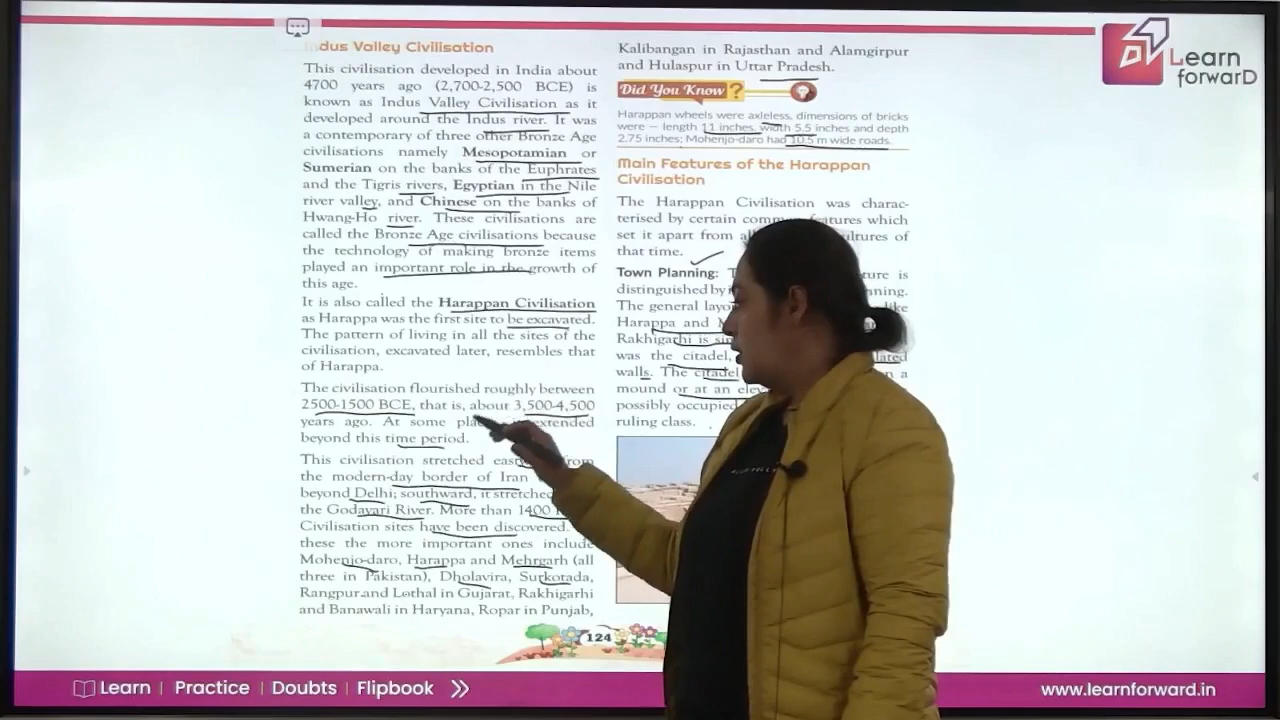 dus Valley Civilisation
This civilisation developed in India about
4700 years ago (2,700-2,500 BCE) is
known as Indus Valley Civilisation as it
developed around the Indus river. It was
a contemporary of three other Bronze Age
civilisations namely Mesopotamian or
Sumerian on the banks of the Euphrates
and the Tigris rivers, Egyptian in the Nile
river valley, and Chinese on the banks of
Hwang-Ho river. These civilisations are
called the Bronze Age civilisations because
the technology of making bronze items
played an important role in the growth of
this age.
It is also called the Harappan Civilisation
as Harappa was the first site to be excavated.
The pattern of living in all the sites of the
civilisation, excavated later, resembles that
of Harappa.
The civilisation flourished roughly between
2500-1500 BCE, that is, about 3,500-4,500
years ago. At some extended
beyond this time period.
This civilisation stretched from
the modern-day border of Iran
beyond Delhi; southward, it stretched
the Godavari River. More than 1400
Civilisation sites have been discovered.
these the more important ones include
Mohenjo-daro, Harappa and Mehrgarh (all
three in Pakistan), Dholavira, Surkotada,
Rangpur and Lothal in Gujarat, Rakhigarhi
and Banawali in Haryana, Ropar in Punjab,
Kalibangan in Rajasthan and Alamgirpur
and Hulaspur in Uttar Pradesh.
Did You Know ?
Harappan wheels were axleless, dimensions of bricks
were – length 11 inches, width 5.5 inches and depth
2.75 inches; Mohenjo-daro had 10.5 m wide roads.
Main Features of the Harappan
Civilisation
The Harappan Civilisation was charac-
terised by certain features which
set it apart from of
that time.
Town Planning: is
distinguished by
The general like
Harappa and
Rakhigarhi is
was the citadel,
walls. The citadel a
mound or at an
possibly occupied
ruling class.
124
Learn
forwarD
Learn | Practice | Doubts | Flipbook
www.learnforward.in